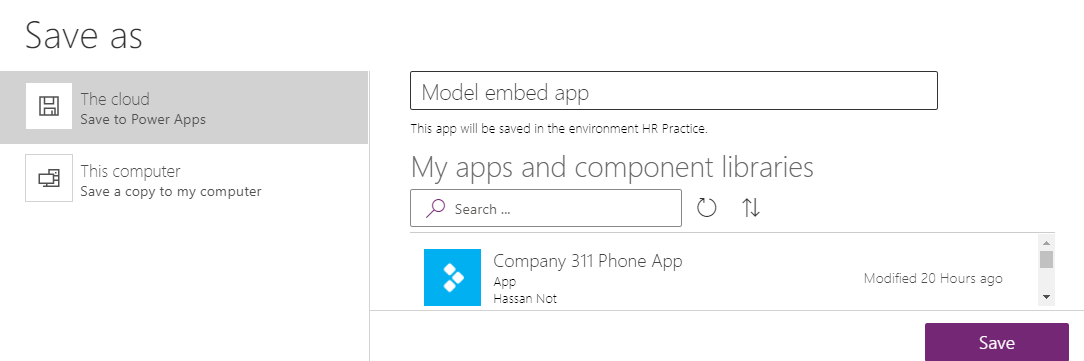 Save as
The cloud
Save to Power Apps
This computer
Save a copy to my computer
Model embed app
This app will be saved in the environment HR Practice.
My apps and component libraries
Search ...
Company 311 Phone App
App
Hassan Not
Modified 20 Hours ago
Save